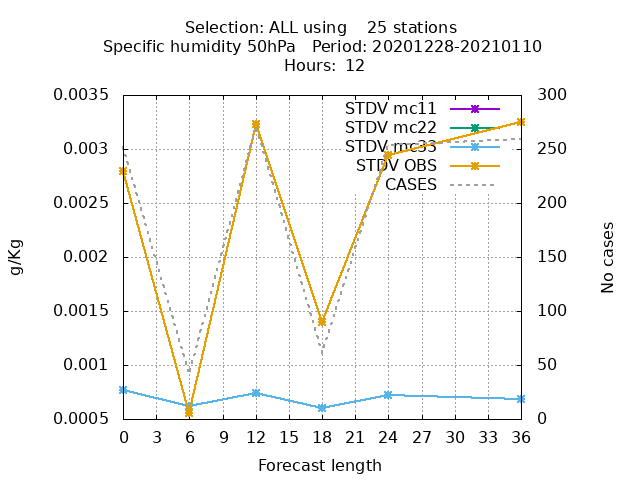 Selection: ALL using    25 stations
Specific humidity 50hPa   Period: 20201228-20210110
Hours: 12
0.0035
0.003
0.0025
0.002
0.0015
0.001
0.0005
g/Kg
300
250
200
150
100
50
0
No cases
STDV mc11
STDV mc22
STDV mc33
STDV OBS
CASES
0 3 6 9 12 15 18 21 24 27 30 33 36
Forecast length